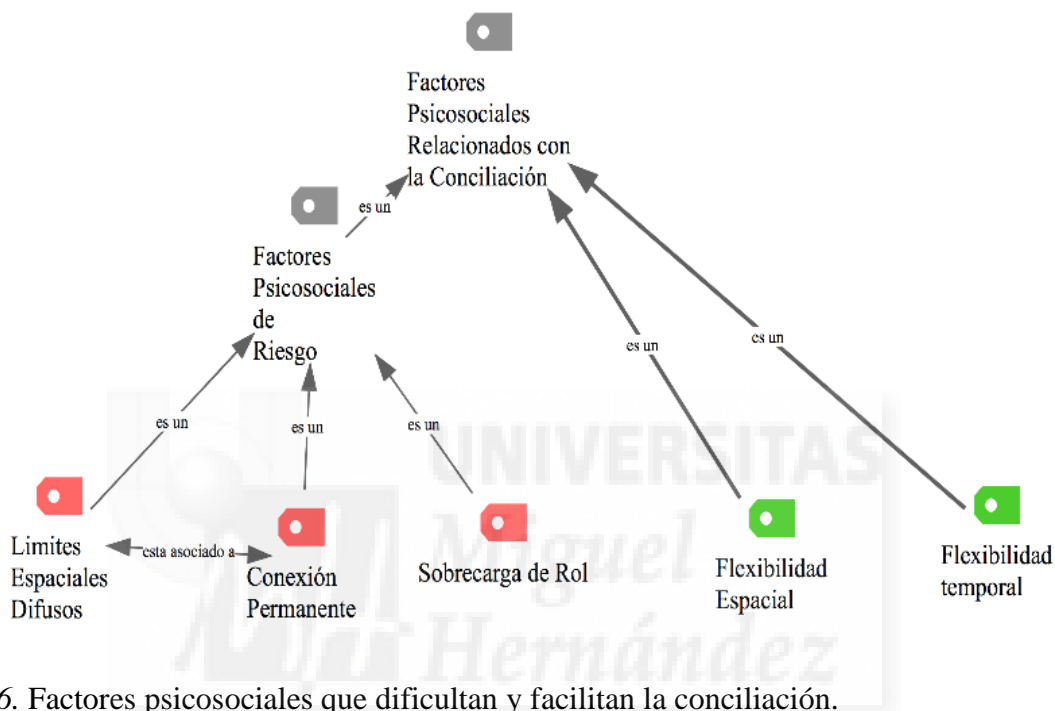 Factores
Psicosociales
Relacionados con
la Conciliación
es un
Factores
Psicosociales
de
Riesgo
es un
es un
es un
es un
es un
Limites
Espaciales
Difusos
esta asociado a
Conexión
Permanente
Sobrecarga de Rol
Flexibilidad
Espacial
Flexibilidad
temporal
UNIVERSITAS
Miguel
Hernández
6. Factores psicosociales que dificultan y facilitan la conciliación.